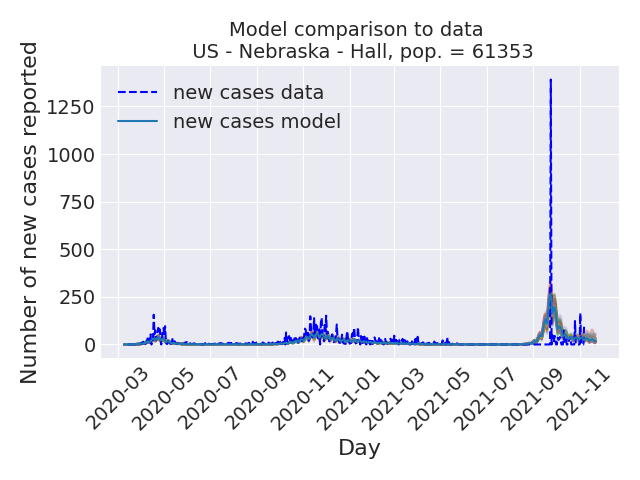 Model comparison to data
US - Nebraska - Hall, pop. = 61353
Number of new cases reported
new cases data
new cases model
1250
1000
750
500
250
0
2020-03
2020-05
2020-07
2020-09
2020-11
2021-01
2021-03
2021-05
2021-07
2021-09
2021-11
Day